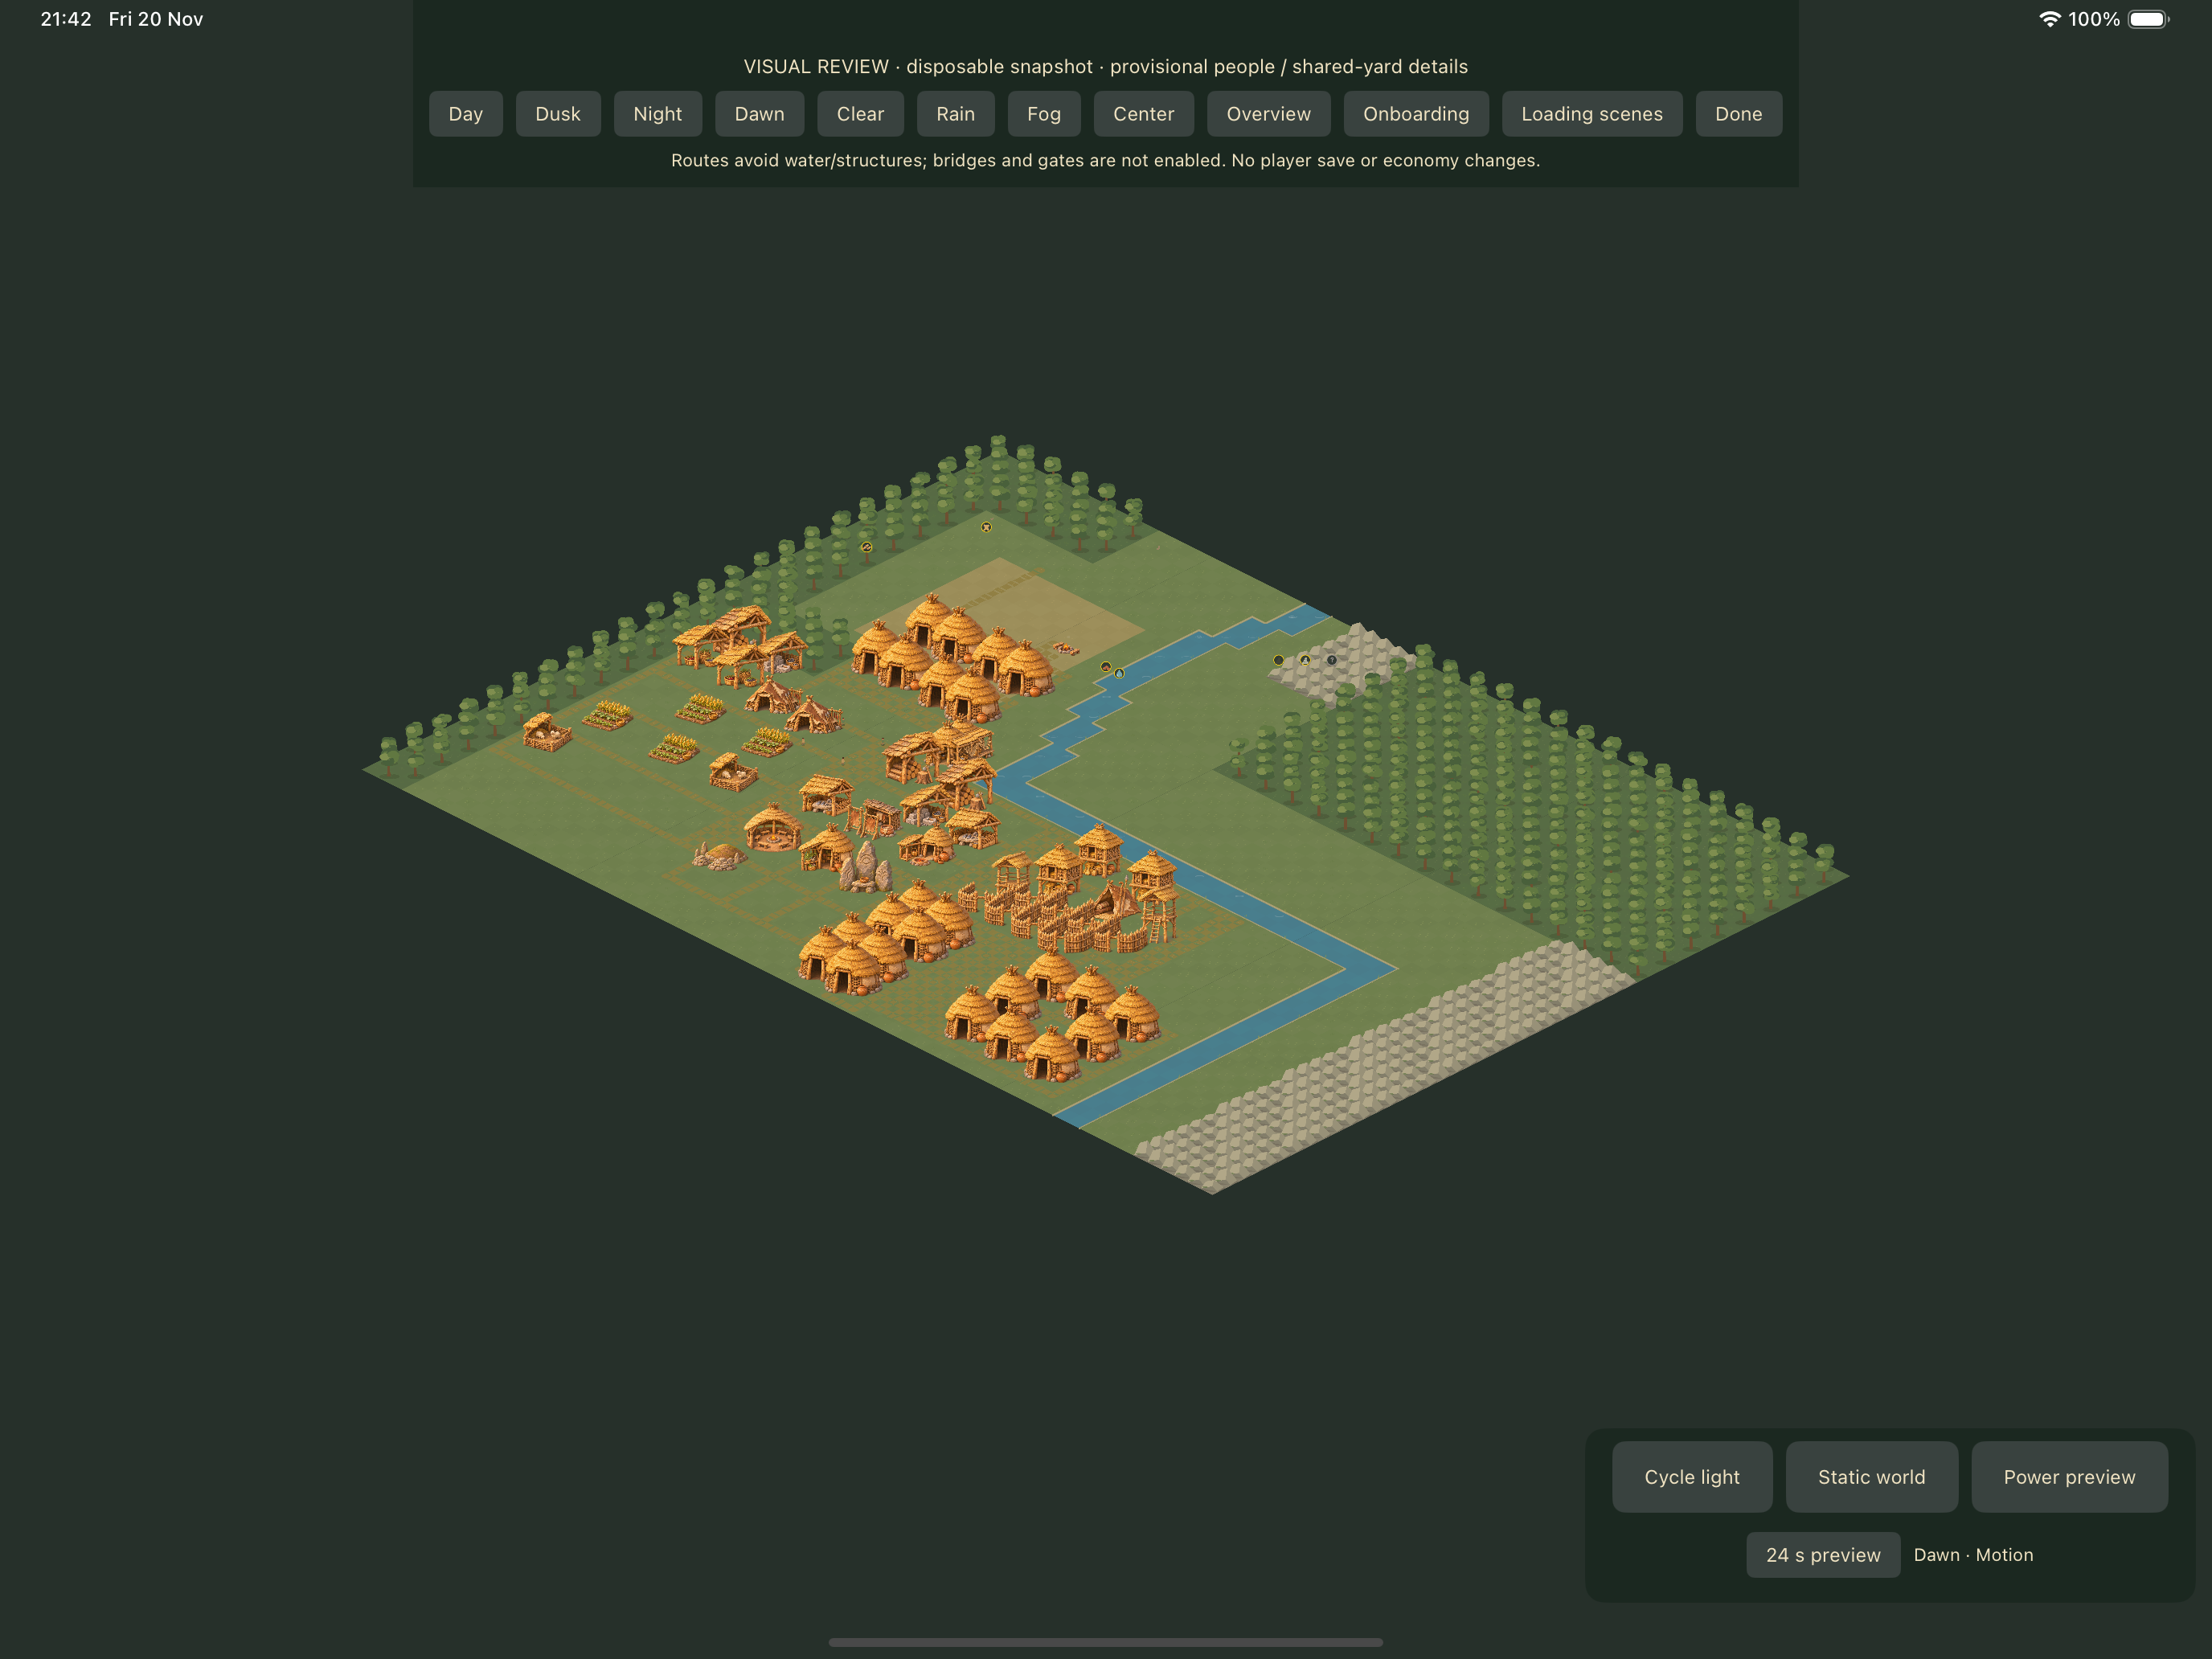 21:42 Fri 20 Nov
100%
VISUAL REVIEW · disposable snapshot · provisional people / shared-yard details
Day Dusk Night Dawn Clear Rain Fog Center Overview Onboarding Loading scenes Done
Routes avoid water/structures; bridges and gates are not enabled. No player save or economy changes.
?
Cycle light Static world Power preview
24 s preview Dawn · Motion